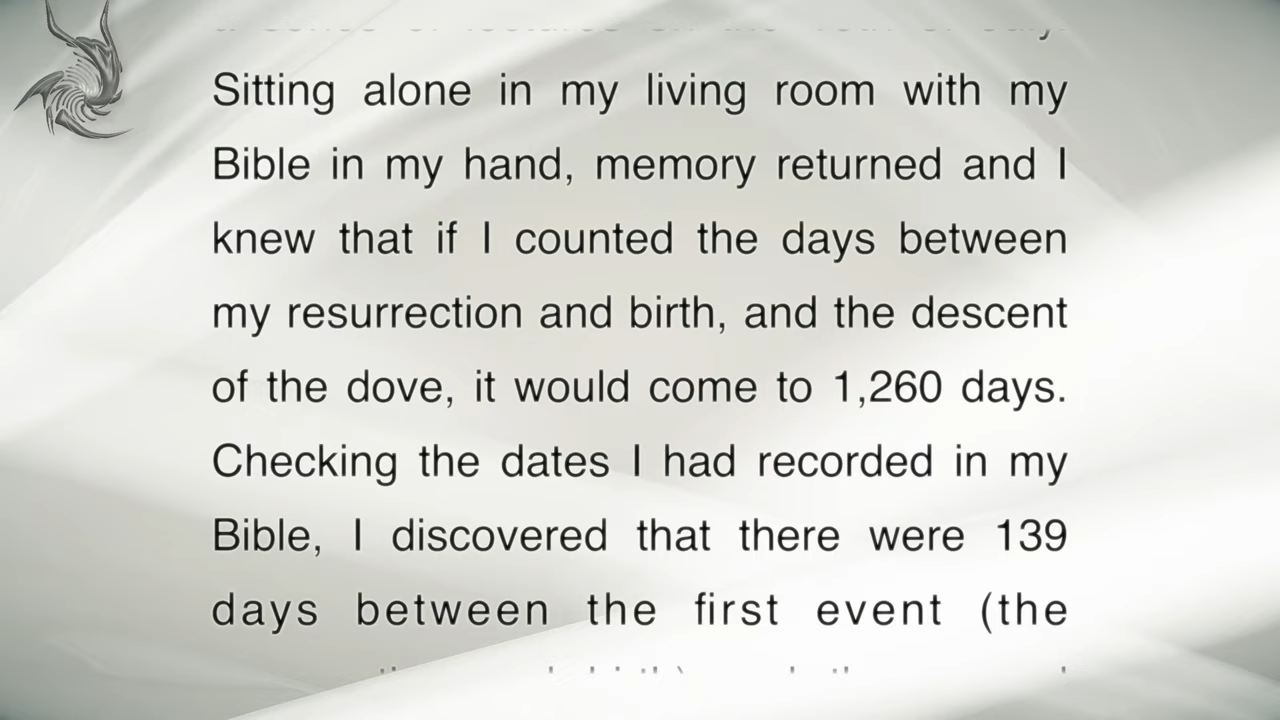 Sitting alone in my living room with my
Bible in my hand, memory returned and I
knew that if I counted the days between
my resurrection and birth, and the descent
of the dove, it would come to 1,260 days.
Checking the dates I had recorded in my
Bible, I discovered that there were 139
days between the first event (the